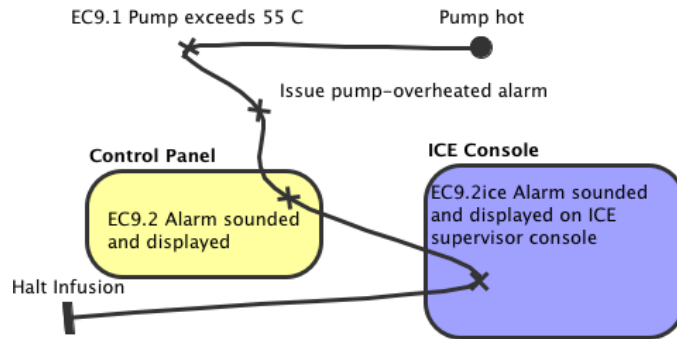 EC9.1 Pump exceeds 55 C
Pump hot
Issue pump-overheated alarm
Control Panel
ICE Console
EC9.2 Alarm sounded
and displayed
EC9.2ice Alarm sounded
and displayed on ICE
supervisor console
Halt Infusion